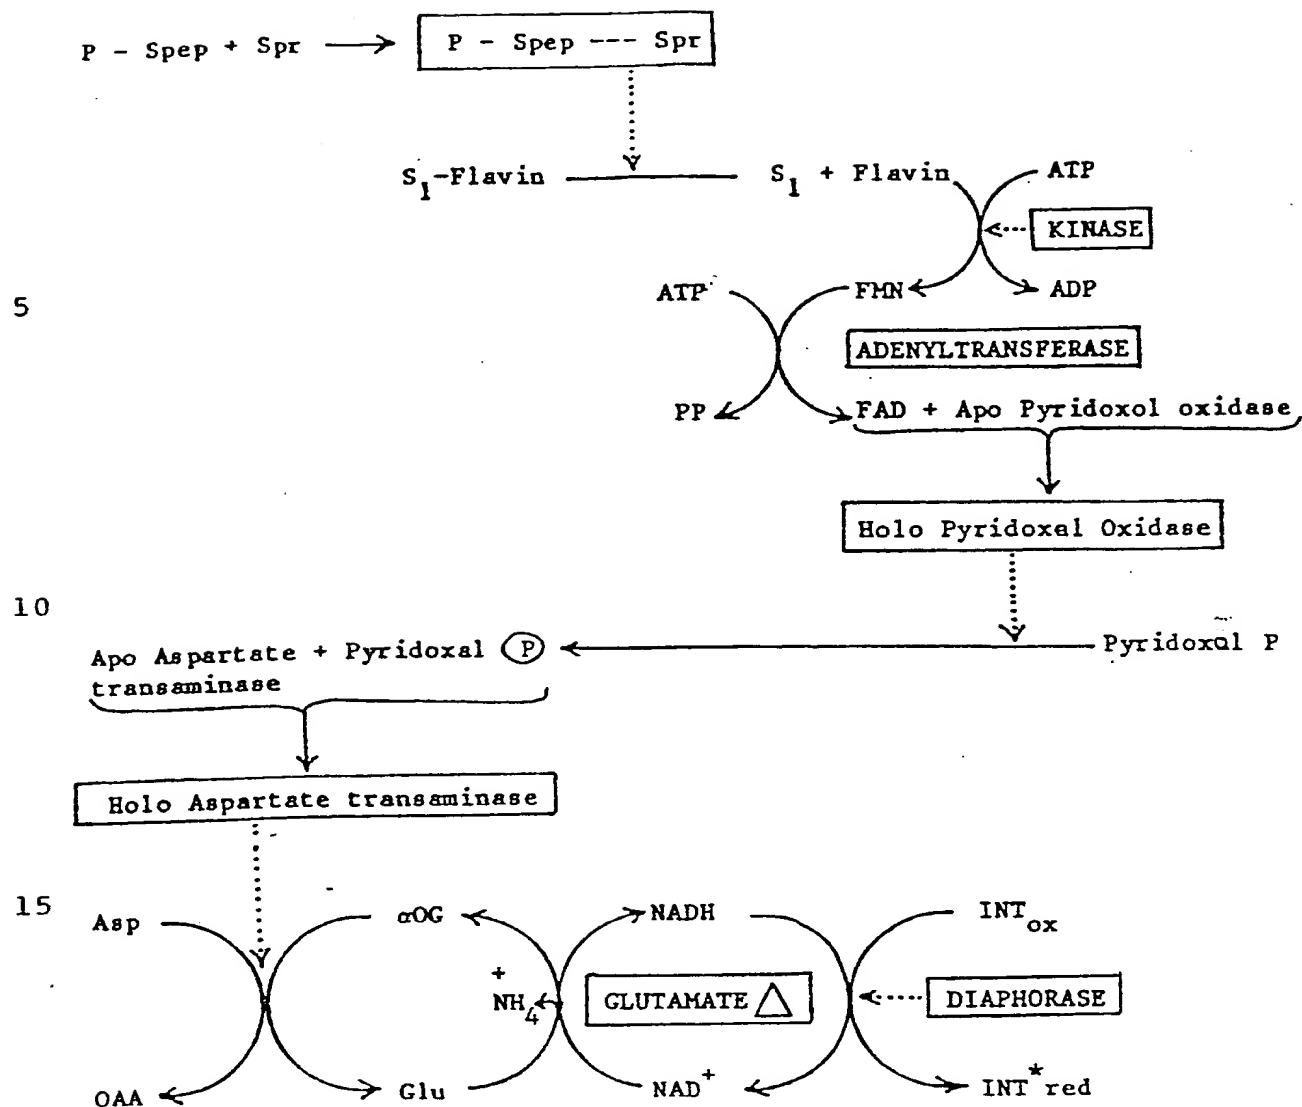 P - Spep + Spr → P - Spep --- Spr
S1-Flavin S1 + Flavin ATP
KINASE
5 ATP FMN ADP
ADENYLTRANSFERASE
PP FAD + Apo Pyridoxol oxidase
Holo Pyridoxal Oxidase
10
Apo Aspartate + Pyridoxal P Pyridoxal P
transaminase
Holo Aspartate transaminase
15 Asp αOG NADH INTox
NH4+ GLUTAMATE △ DIAPHORASE
OAA Glu NAD+ INT*red